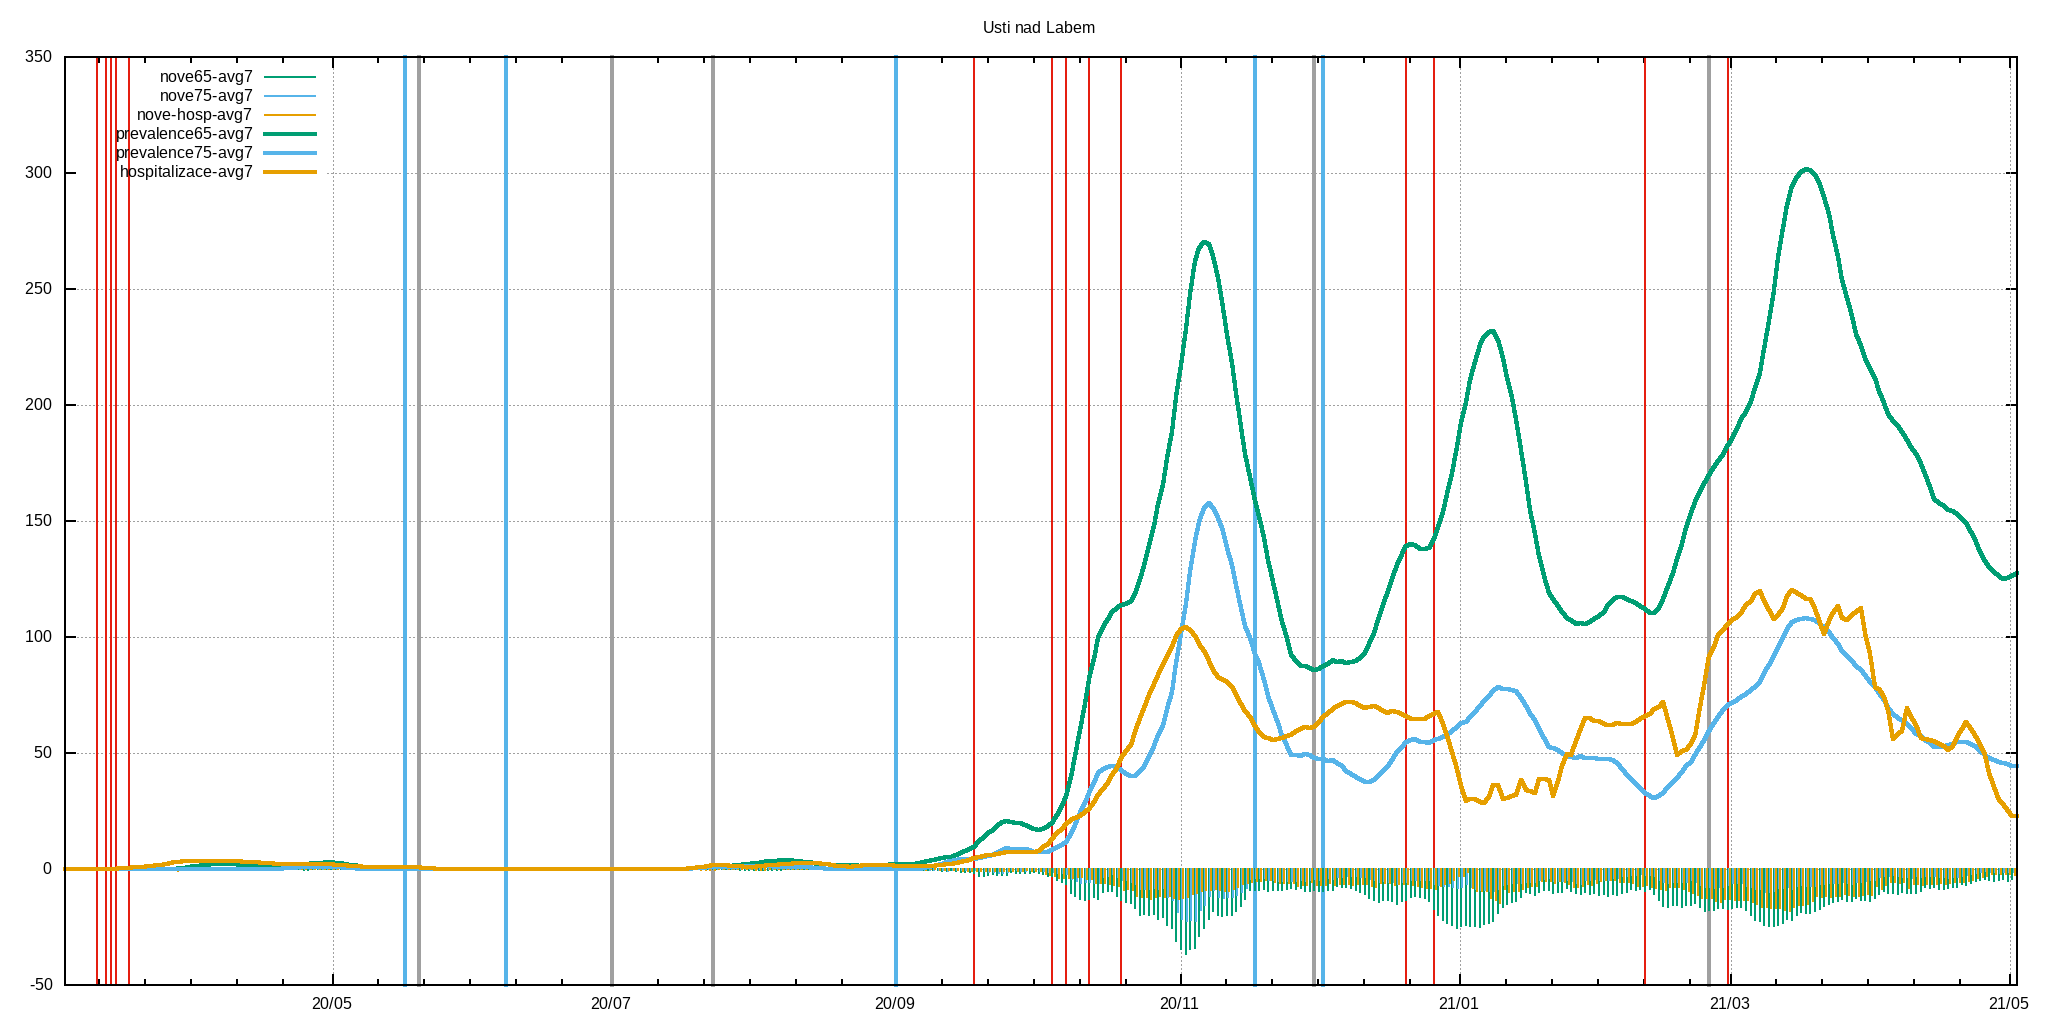 Usti nad Labem
350
300
250
200
150
100
50
0
-50
nove65-avg7
nove75-avg7
nove-hosp-avg7
prevalence65-avg7
prevalence75-avg7
hospitalizace-avg7
20/05 20/07 20/09 20/11 21/01 21/03 21/05